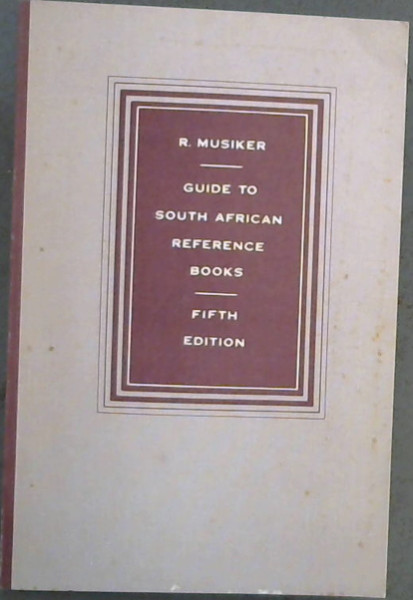 R. MUSIKER
GUIDE TO
SOUTH AFRICAN
REFERENCE
BOOKS
FIFTH
EDITION